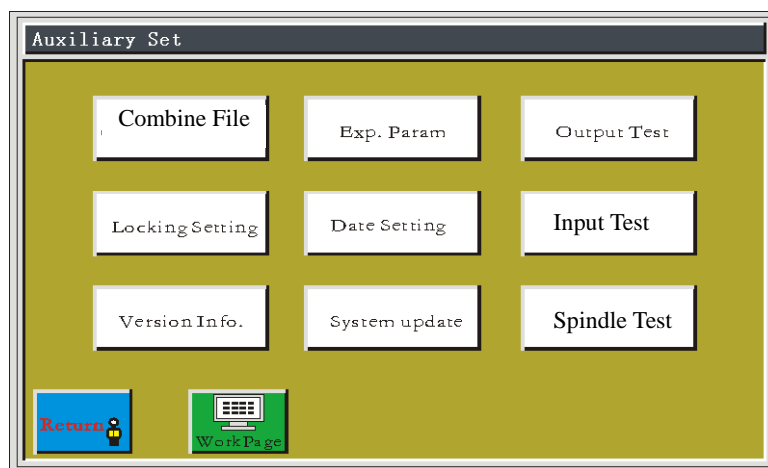 Auxiliary Set
Combine File
Exp. Param
Output Test
Locking Setting
Date Setting
Input Test
Version Info.
System update
Spindle Test
Return
WorkPage